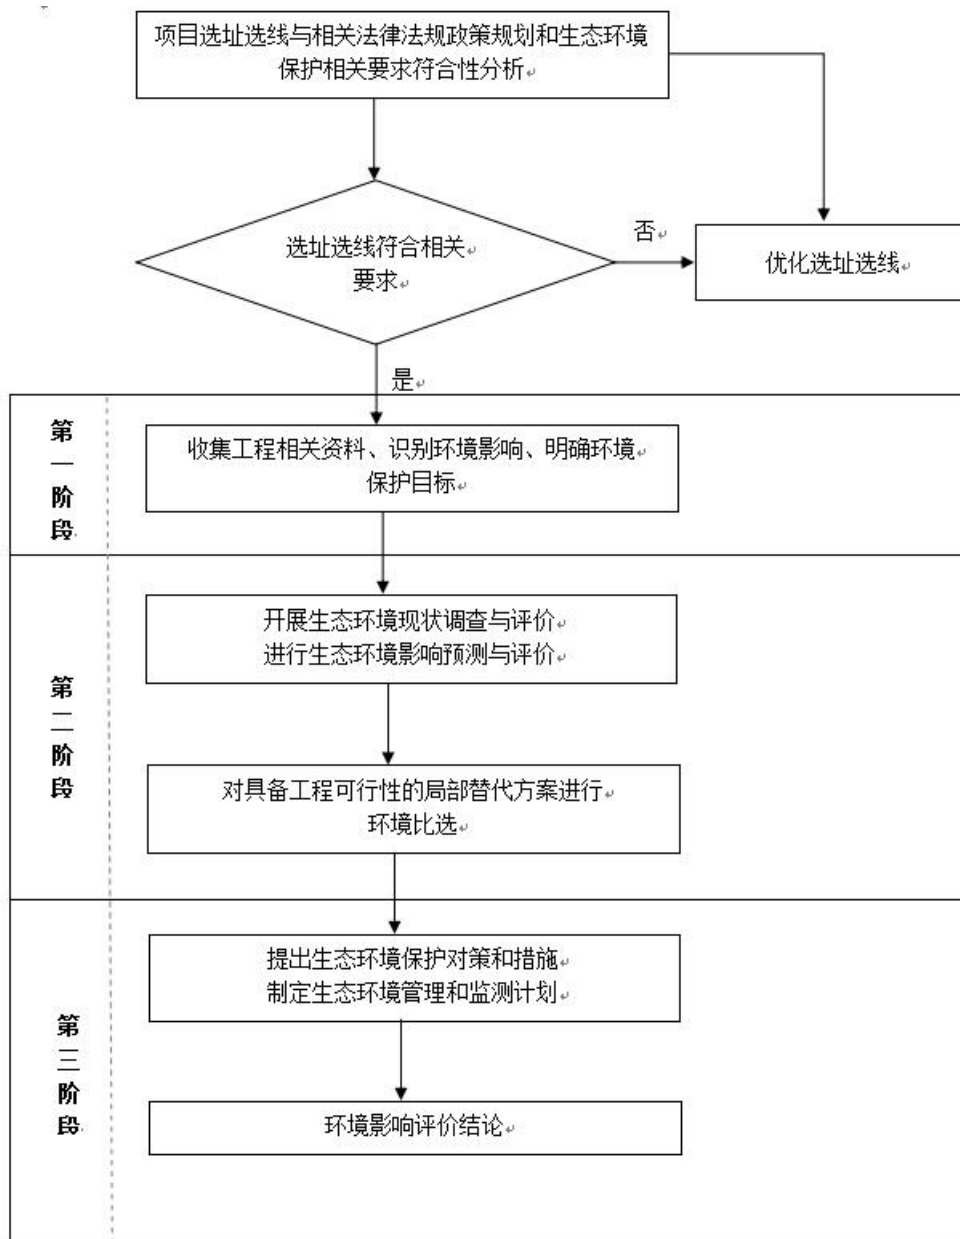 项目选址选线与相关法律法规政策规划和生态环境
保护相关要求符合性分析
选址选线符合相关
要求
否
优化选址选线
是
第
一
阶
段
收集工程相关资料、识别环境影响、明确环境
保护目标
第
二
阶
段
开展生态环境现状调查与评价
进行生态环境影响预测与评价
对具备工程可行性的局部替代方案进行
环境比选
第
三
阶
段
提出生态环境保护对策和措施
制定生态环境管理和监测计划
环境影响评价结论